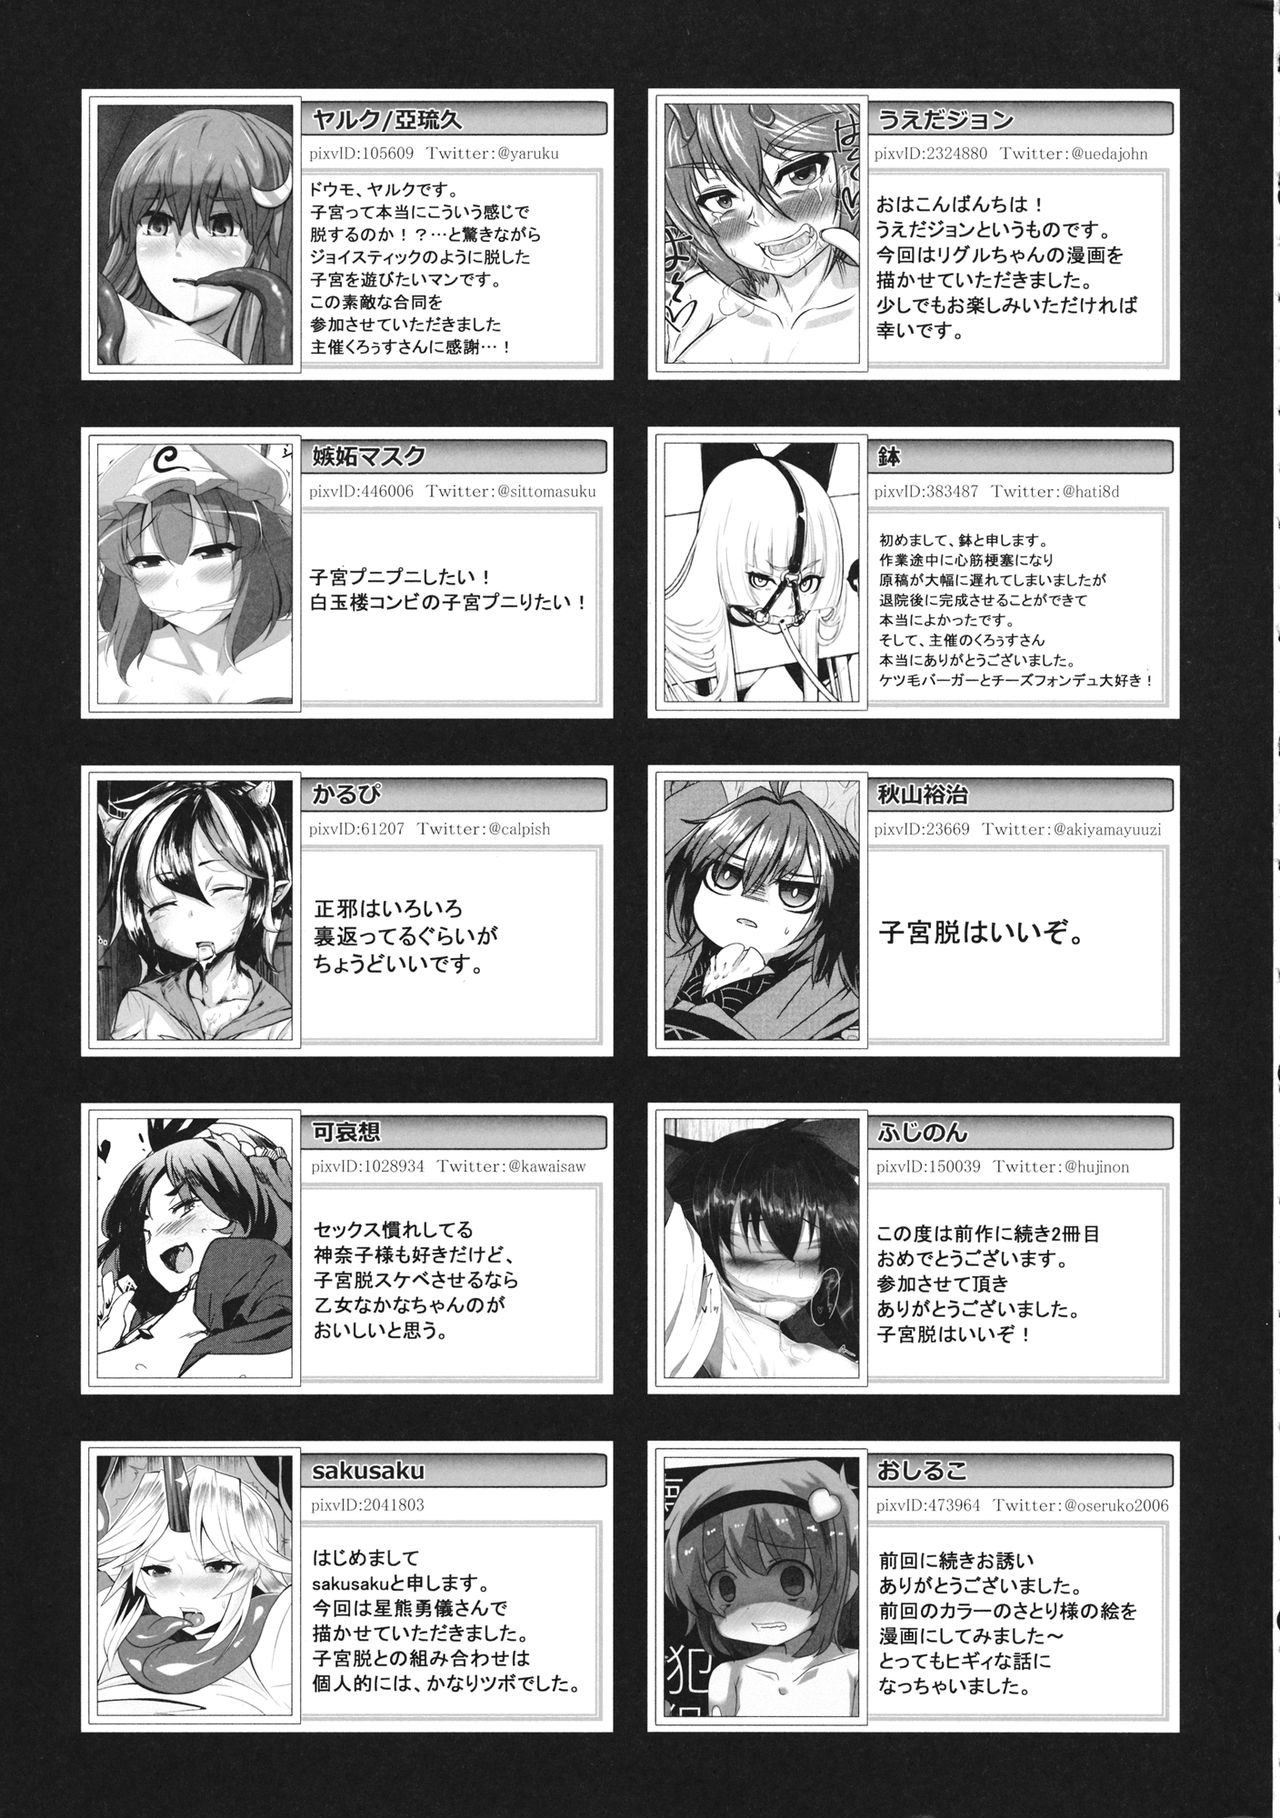 ヤルク/亞琉久
pixvID:105609 Twitter:@yaruku
ドウモ、ヤルクです。
子宮って本当にこういう感じで
脱するのか！？…と驚きながら
ジョイスティックのように脱した
子宮を遊びたいマンです。
この素敵な合同を
参加させていただきました
主催くろぅすさんに感謝…！
うえだジョン
pixvID:2324880 Twitter:@uedajohn
おはこんばんちは！
うえだジョンというものです。
今回はリグルちゃんの漫画を
描かせていただきました。
少しでもお楽しみいただければ
幸いです。
嫉妬マスク
pixvID:446006 Twitter:@sittomasuku
子宮プニプニしたい！
白玉楼コンビの子宮プニりたい！
鉢
pixvID:383487 Twitter:@hati8d
初めまして、鉢と申します。
作業途中に心筋梗塞になり
原稿が大幅に遅れてしまいましたが
退院後に完成させることができて
本当によかったです。
そして、主催のくろぅすさん
本当にありがとうございました。
ケツ毛バーガーとチーズフォンデュ大好き！
かるぴ
pixvID:61207 Twitter:@calpish
正邪はいろいろ
裏返ってるぐらいが
ちょうどいいです。
秋山裕治
pixvID:23669 Twitter:@akiyamayuuzi
子宮脱はいいぞ。
可哀想
pixvID:1028934 Twitter:@kawaisaw
セックス慣れしてる
神奈子様も好きだけど、
子宮脱スケベさせるなら
乙女なかなちゃんのが
おいしいと思う。
ふじのん
pixvID:150039 Twitter:@hujinon
この度は前作に続き2冊目
おめでとうございます。
参加させて頂き
ありがとうございました。
子宮脱はいいぞ！
sakusaku
pixvID:2041803
はじめまして
sakusakuと申します。
今回は星熊勇儀さんで
描かせていただきました。
子宮脱との組み合わせは
個人的には、かなりツボでした。
おしるこ
pixvID:473964 Twitter:@oseruko2006
前回に続きお誘い
ありがとうございました。
前回のカラーのさとり様の絵を
漫画にしてみました～
とってもヒギィな話に
なっちゃいました。
犯